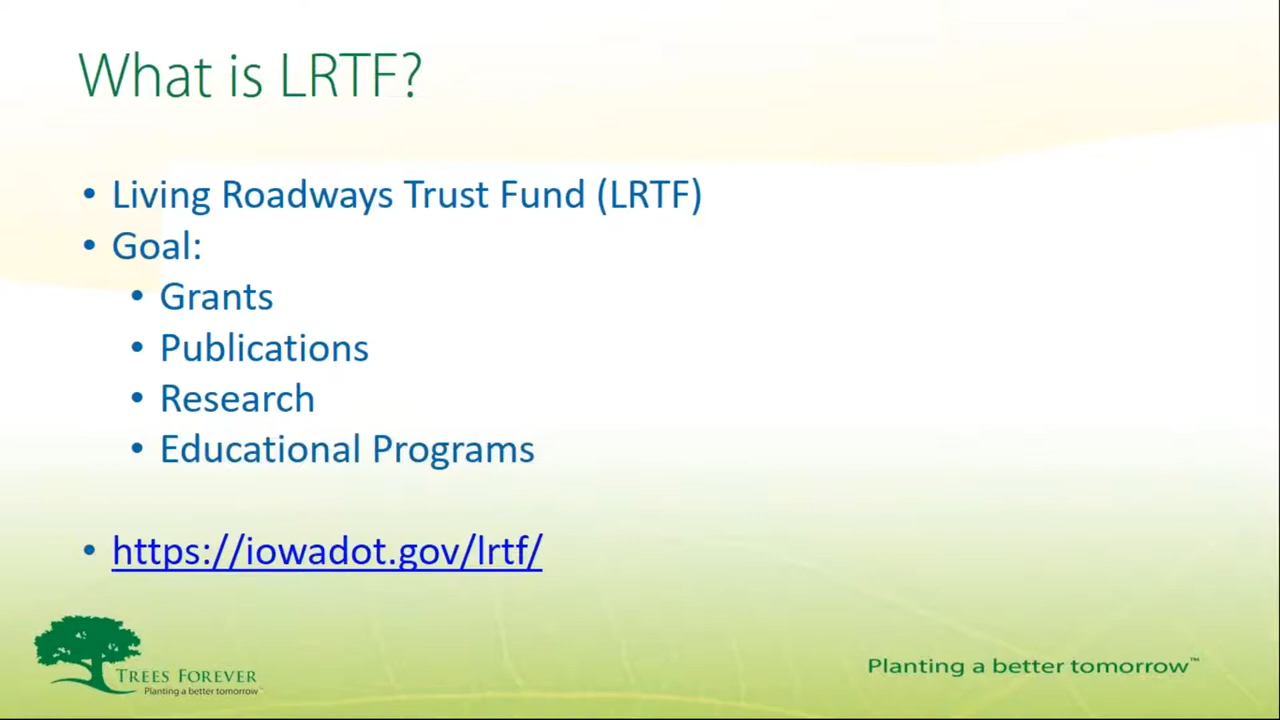 What is LRTF?
• Living Roadways Trust Fund (LRTF)
• Goal:
• Grants
• Publications
• Research
• Educational Programs
• https://iowadot.gov/lrtf/
TREES FOREVER
Planting a better tomorrow™
Planting a better tomorrow™